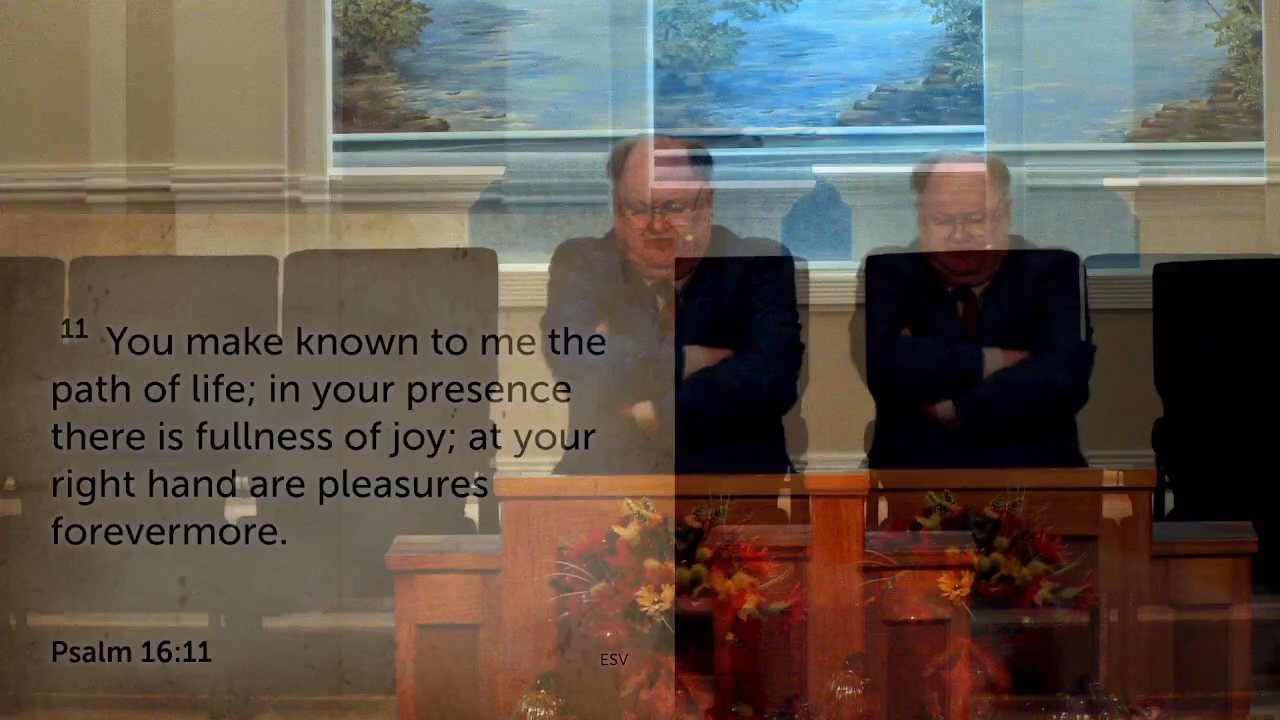 11 You make known to me the
path of life; in your presence
there is fullness of joy; at your
right hand are pleasures
forevermore.
Psalm 16:11
ESV